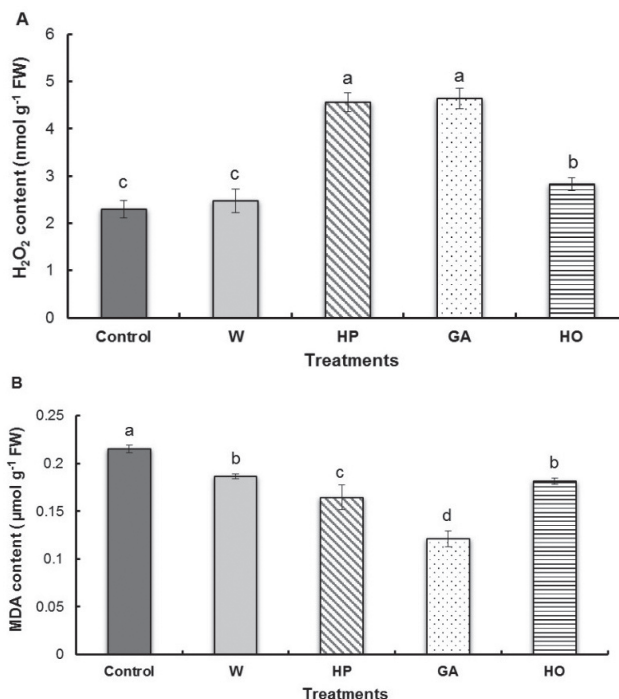 A
H₂O₂ content (nmol g⁻¹ FW)
6
5
4
3
2
1
0
c
c
a
a
b
Control W HP GA HO
Treatments
B
MDA content (µmol g⁻¹ FW)
0.25
0.2
0.15
0.1
0.05
0
a
b
c
d
b
Control W HP GA HO
Treatments